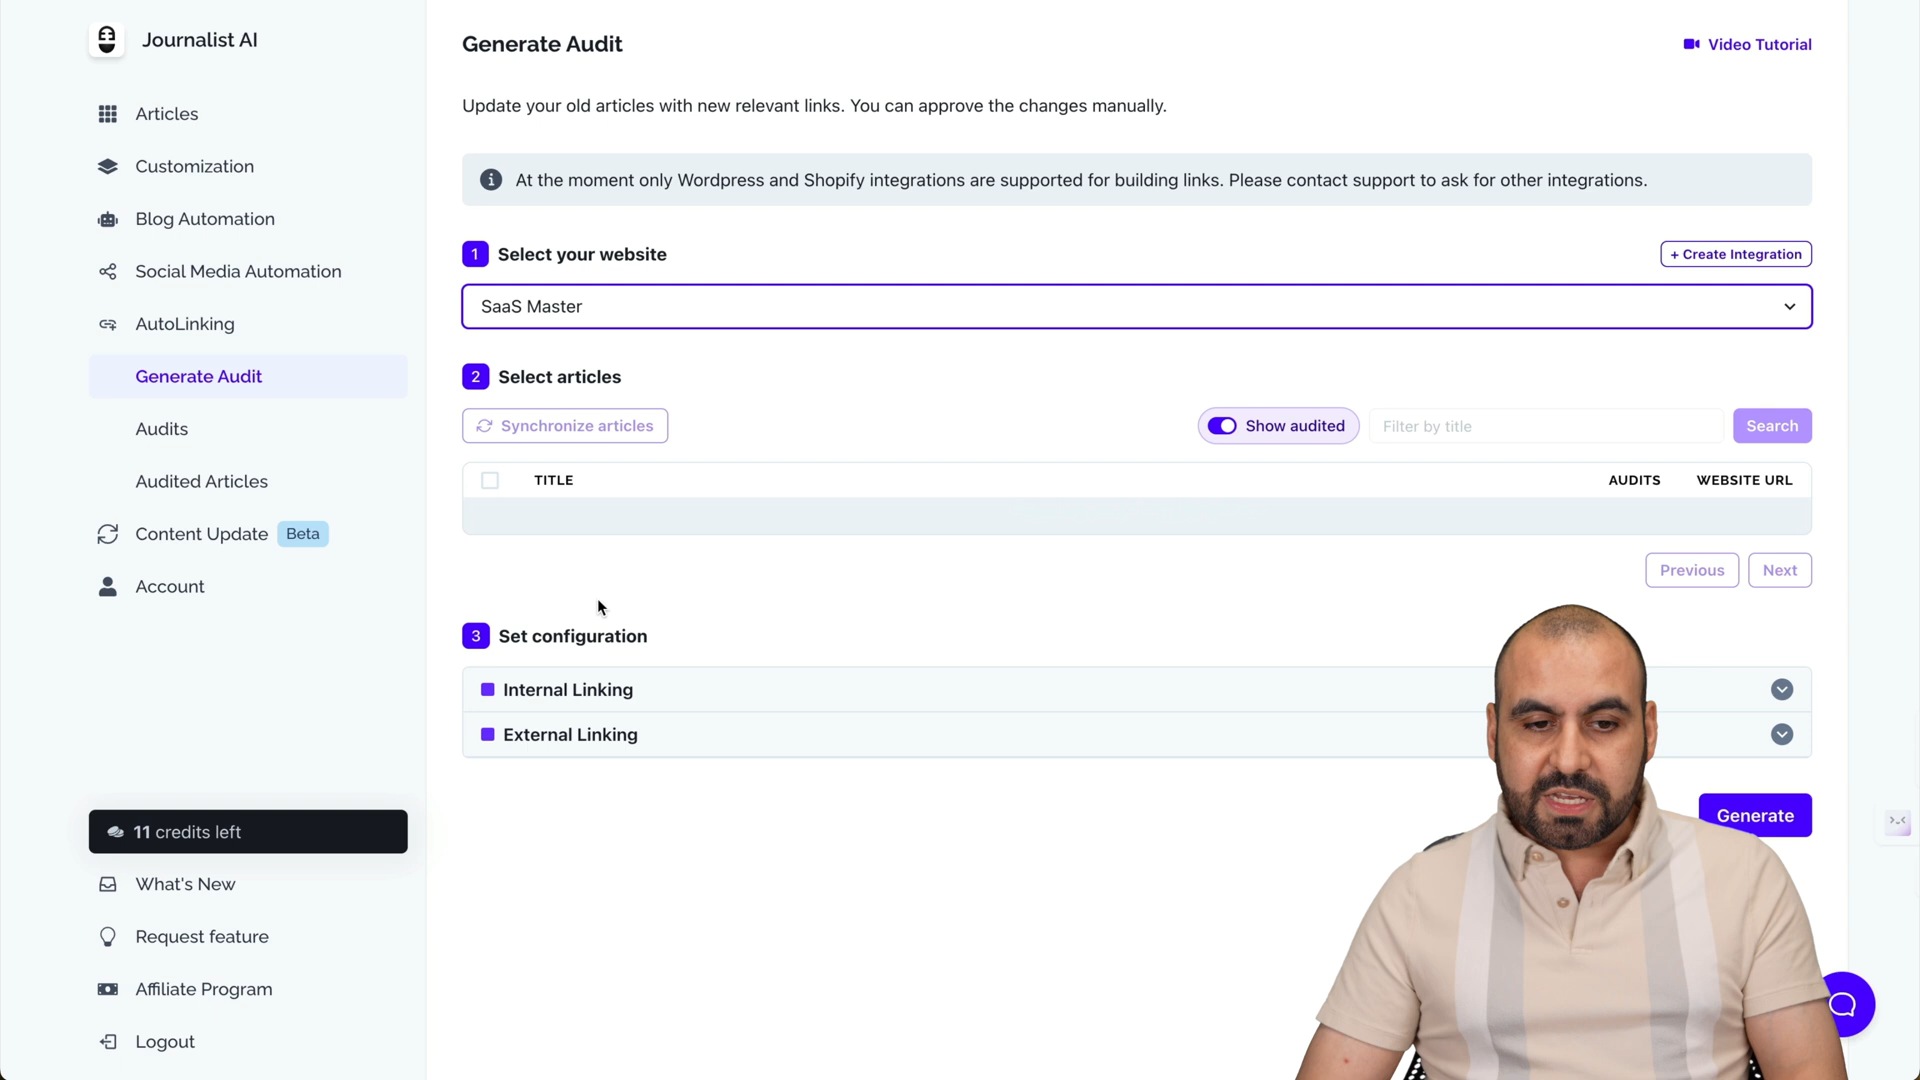 Journalist AI
Articles
Customization
Blog Automation
Social Media Automation
AutoLinking
Generate Audit
Audits
Audited Articles
Content Update Beta
Account
11 credits left
What's New
Request feature
Affiliate Program
Logout
Generate Audit
Video Tutorial
Update your old articles with new relevant links. You can approve the changes manually.
At the moment only Wordpress and Shopify integrations are supported for building links. Please contact support to ask for other integrations.
1 Select your website
+ Create Integration
SaaS Master
2 Select articles
Synchronize articles
Show audited
Filter by title
Search
TITLE AUDITS WEBSITE URL
Previous Next
3 Set configuration
Internal Linking
External Linking
Generate